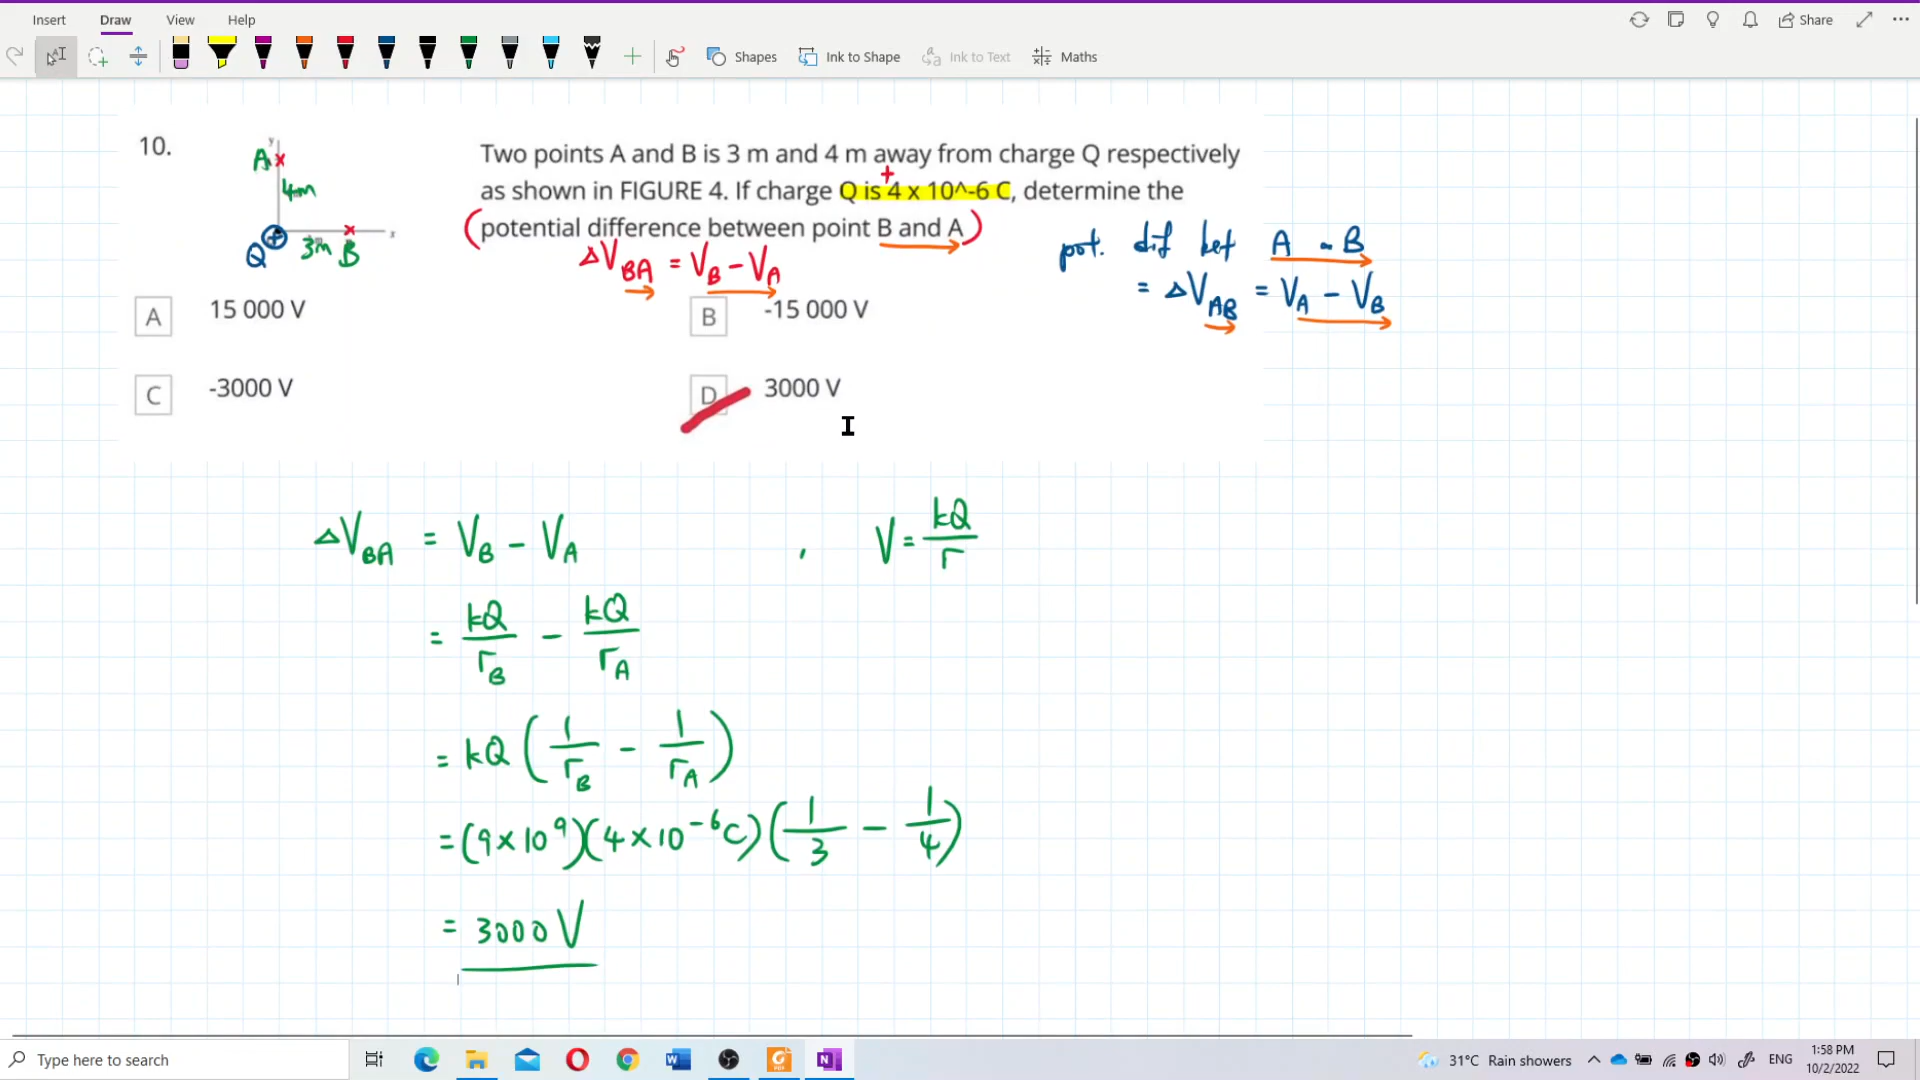 Insert Draw View Help
Share
Shapes Ink to Shape Ink to Text Maths
10.
y
A x
4m
Q
3m B
x
Two points A and B is 3 m and 4 m away from charge Q respectively
+
as shown in FIGURE 4. If charge Q is 4 x 10^-6 C, determine the
(potential difference between point B and A)
ΔV_BA = V_B - V_A
pot. dif bet A - B
= ΔV_AB = V_A - V_B
A 15 000 V
B -15 000 V
C -3000 V
D 3000 V
ΔV_BA = V_B - V_A , V = kQ/r
= kQ/r_B - kQ/r_A
= kQ (1/r_B - 1/r_A)
= (9 x 10^9)(4 x 10^-6 C)(1/3 - 1/4)
= 3000 V
Type here to search
31°C Rain showers
ENG
1:58 PM
10/2/2022